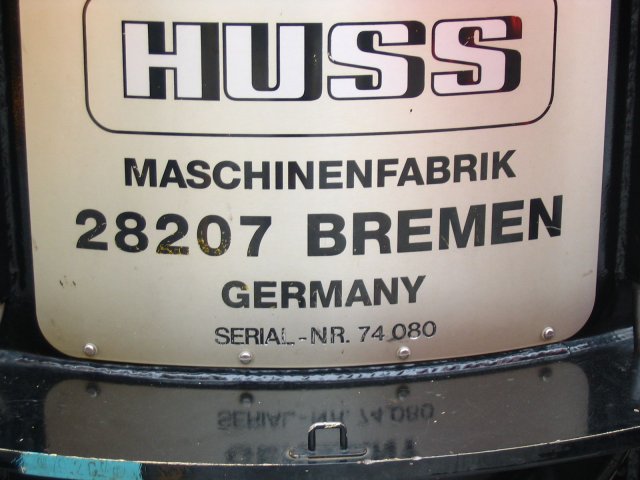 HUSS
MASCHINENFABRIK
28207 BREMEN
GERMANY
SERIAL-NR. 74 080